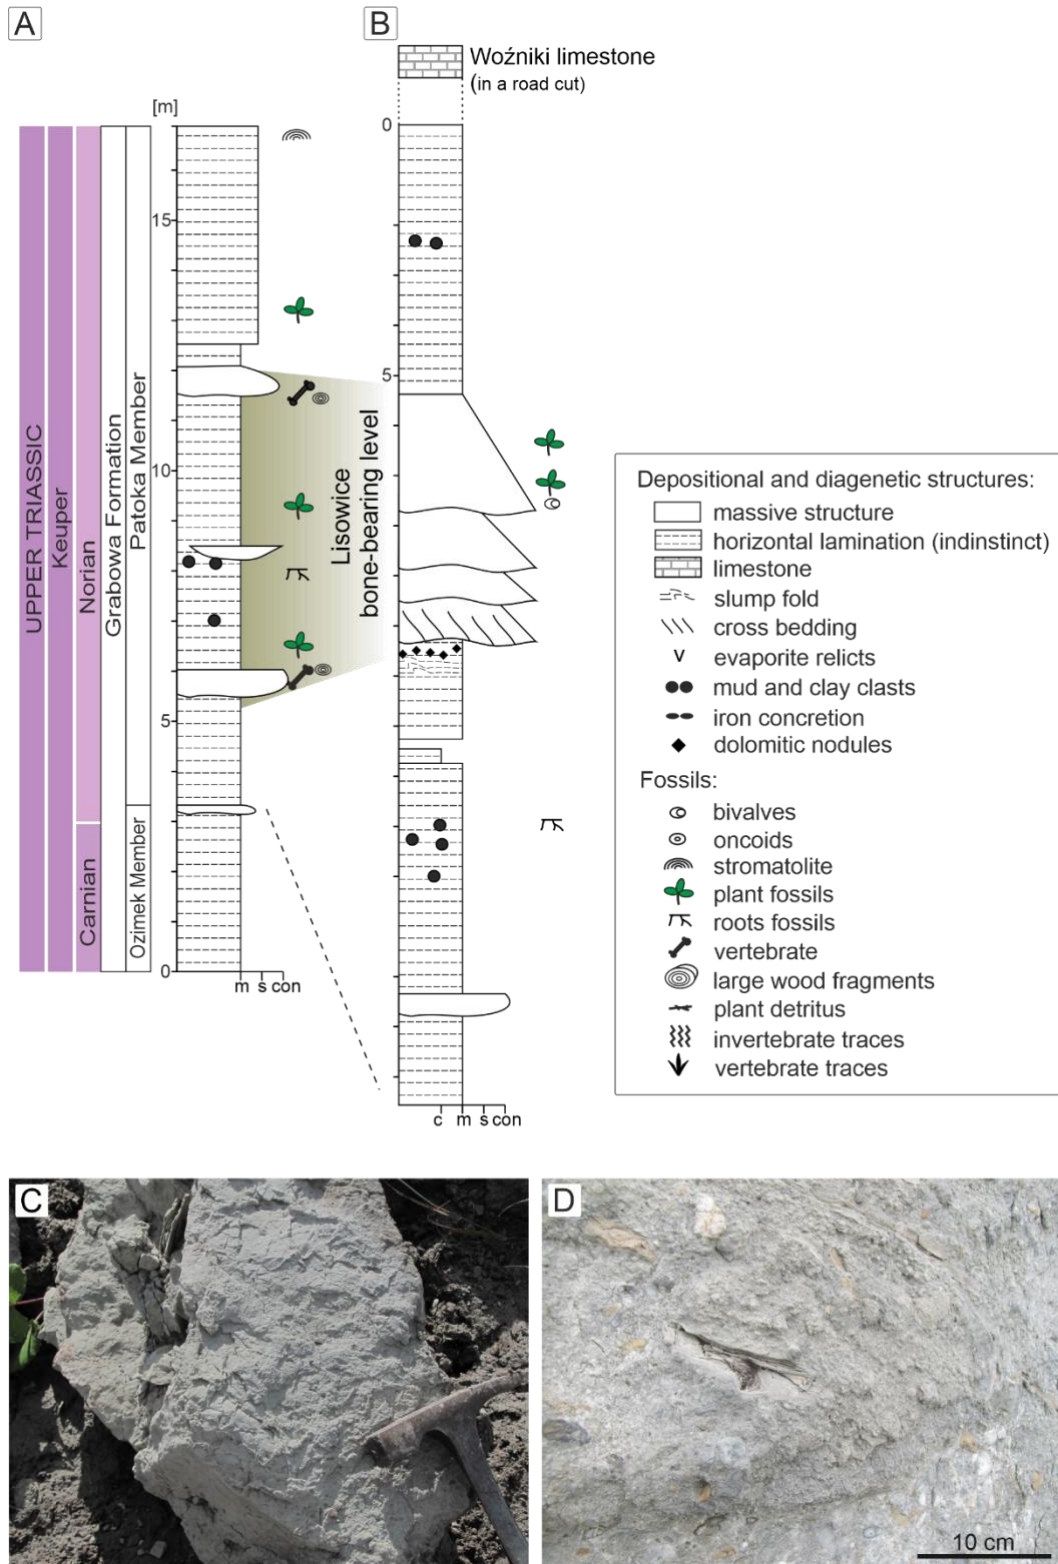 A
B
Woźniki limestone
(in a road cut)
[m]
0
15
5
10
5
0
UPPER TRIASSIC
Keuper
Norian
Carnian
Grabowa Formation
Patoka Member
Ozimek Member
Lisowice
bone-bearing level
m s con
c m s con
Depositional and diagenetic structures:
massive structure
horizontal lamination (indinstinct)
limestone
slump fold
cross bedding
evaporite relicts
mud and clay clasts
iron concretion
dolomitic nodules
Fossils:
bivalves
oncoids
stromatolite
plant fossils
roots fossils
vertebrate
large wood fragments
plant detritus
invertebrate traces
vertebrate traces
C
D
10 cm